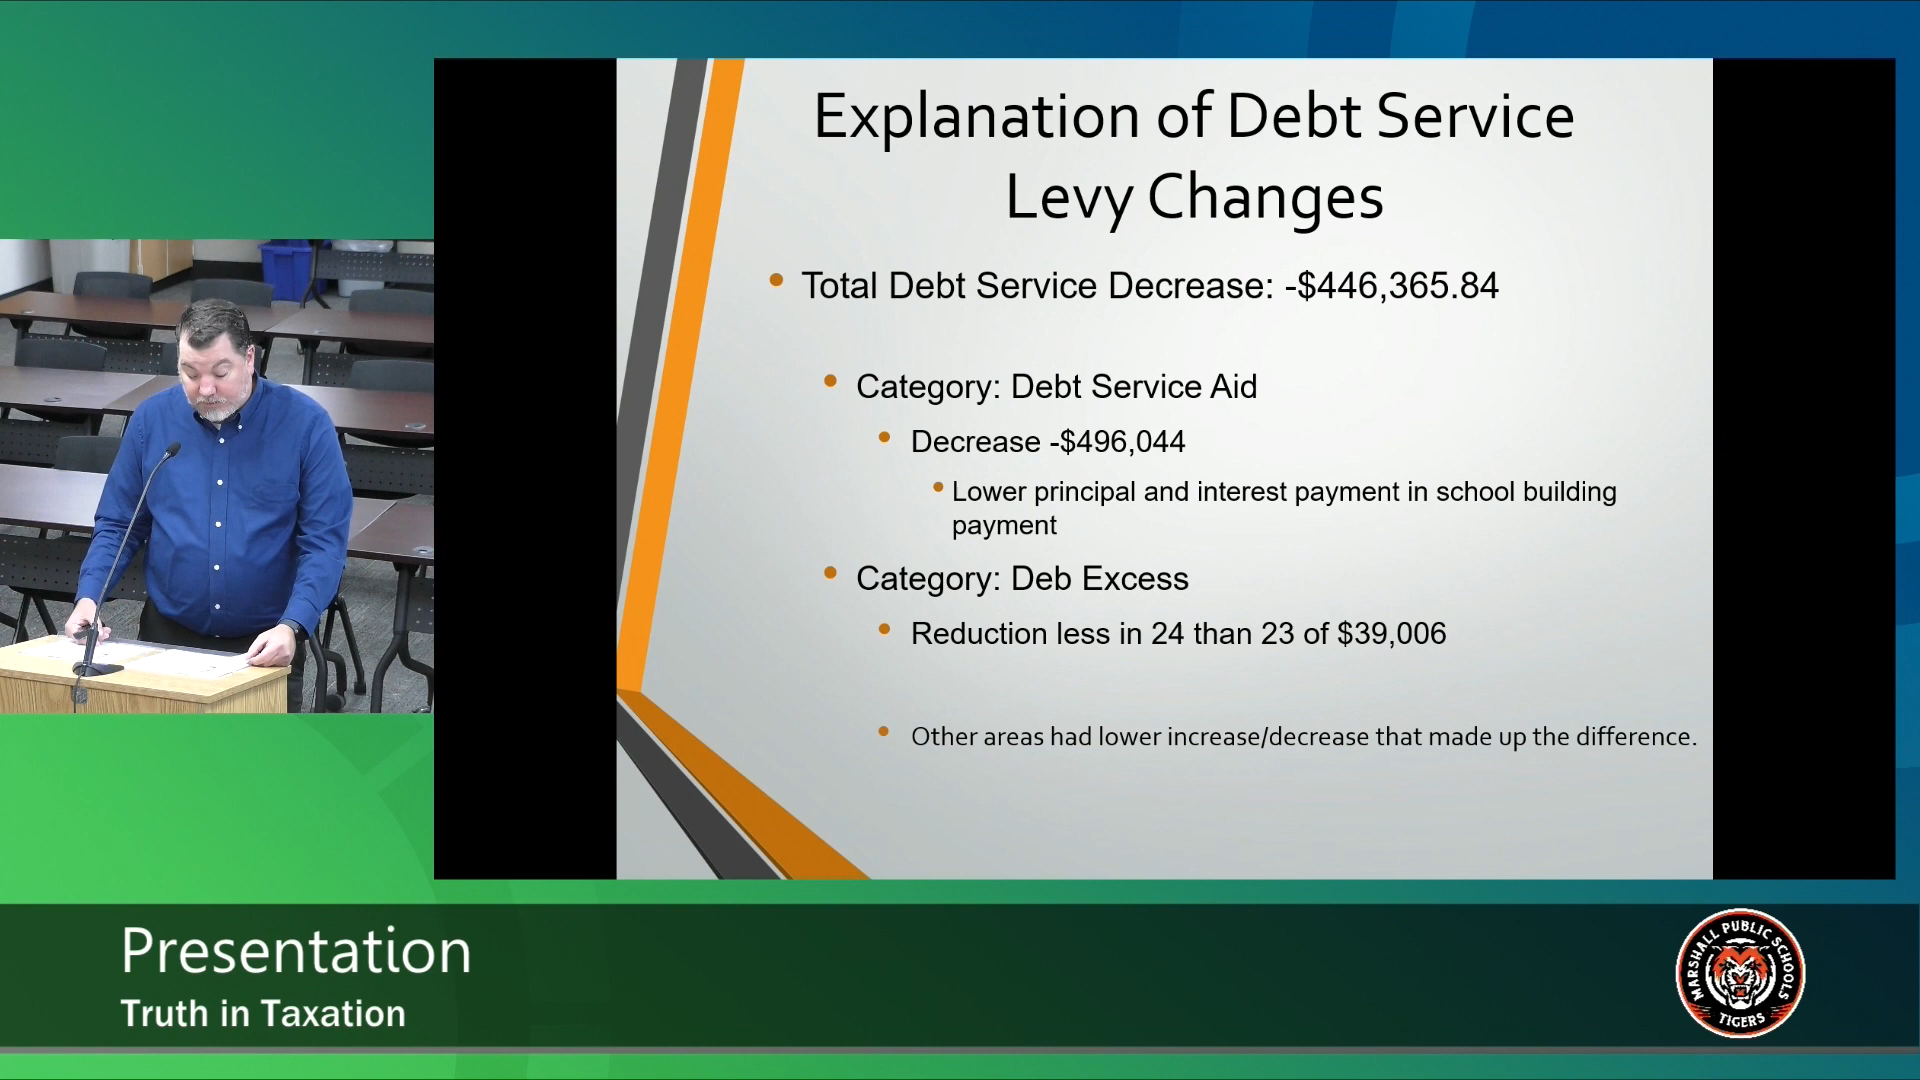 Explanation of Debt Service
Levy Changes
Total Debt Service Decrease: -$446,365.84
Category: Debt Service Aid
Decrease -$496,044
Lower principal and interest payment in school building
payment
Category: Deb Excess
Reduction less in 24 than 23 of $39,006
Other areas had lower increase/decrease that made up the difference.
Presentation
Truth in Taxation
MARSHALL PUBLIC SCHOOLS
TIGERS